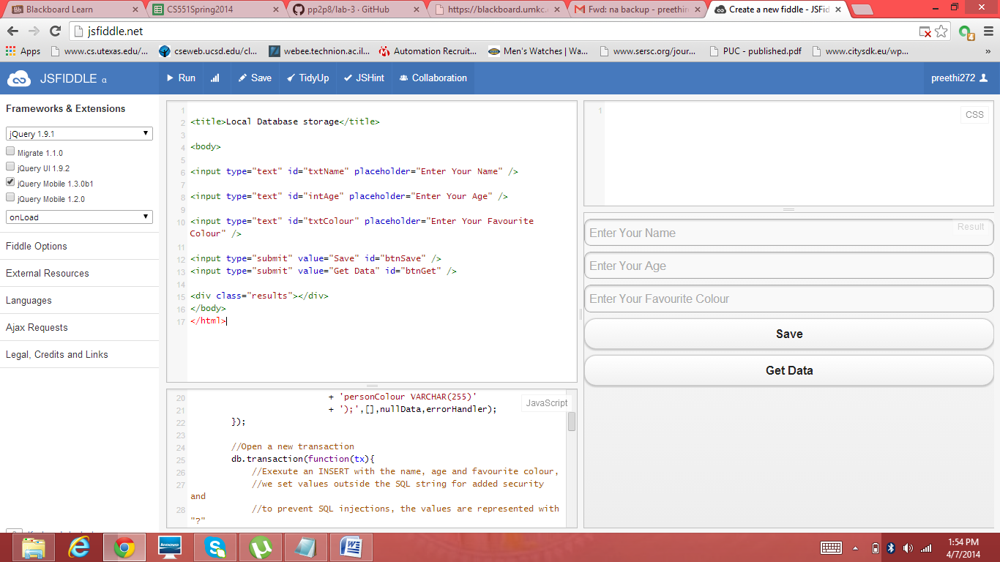 Blackboard Learn
CS551Spring2014
pp2p8/lab-3 · GitHub
https://blackboard.umkc.e
Fwd: na backup - preethin
Create a new fiddle - JSFid
jsfiddle.net
4
Apps
www.cs.utexas.edu/...
cseweb.ucsd.edu/cl...
webee.technion.ac.il...
Automation Recruit...
Men's Watches | Wa...
www.sersc.org/jour...
PUC - published.pdf
www.citysdk.eu/wp...
»
JSFIDDLE α
Run
Save
TidyUp
JSHint
Collaboration
preethi272
Frameworks & Extensions
jQuery 1.9.1
Migrate 1.1.0
jQuery UI 1.9.2
jQuery Mobile 1.3.0b1
jQuery Mobile 1.2.0
onLoad
Fiddle Options
External Resources
Languages
Ajax Requests
Legal, Credits and Links
1
2 <title>Local Database storage</title>
3
4 <body>
5
6 <input type="text" id="txtName" placeholder="Enter Your Name" />
7
8 <input type="text" id="intAge" placeholder="Enter Your Age" />
9
10 <input type="text" id="txtColour" placeholder="Enter Your Favourite
Colour" />
11
12 <input type="submit" value="Save" id="btnSave" />
13 <input type="submit" value="Get Data" id="btnGet" />
14
15 <div class="results"></div>
16 </body>
17 </html>
JavaScript
20 + 'personColour VARCHAR(255)'
21 + ');',[],nullData,errorHandler);
22 });
23
24 //Open a new transaction
25 db.transaction(function(tx){
26 //Exexute an INSERT with the name, age and favourite colour,
27 //we set values outside the SQL string for added security
and
28 //to prevent SQL injections, the values are represented with
"?"
1
CSS
Result
Enter Your Name
Enter Your Age
Enter Your Favourite Colour
Save
Get Data
lenovo
1:54 PM
4/7/2014